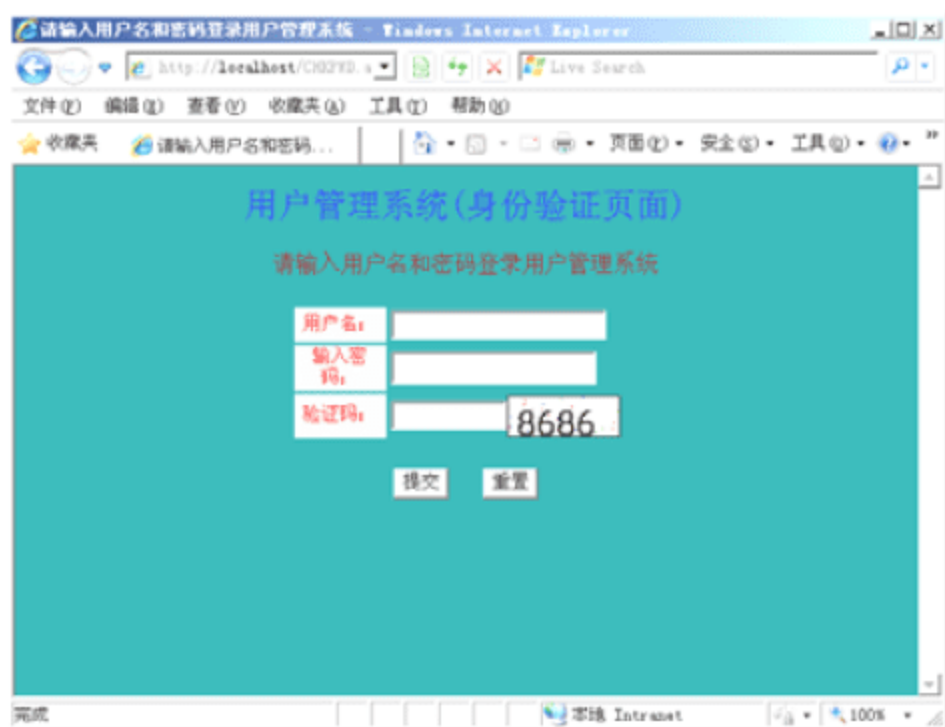 请输入用户名和密码登录用户管理系统 - Windows Internet Explorer
Live Search
文件(F) 编辑(E) 查看(V) 收藏夹(A) 工具(T) 帮助(H)
收藏夹 请输入用户名和密码... 页面(P) 安全(S) 工具(O)
用户管理系统(身份验证页面)
请输入用户名和密码登录用户管理系统
用户名:
输入密
码:
验证码:
8686
提交 重置
完成 本地 Intranet 100%